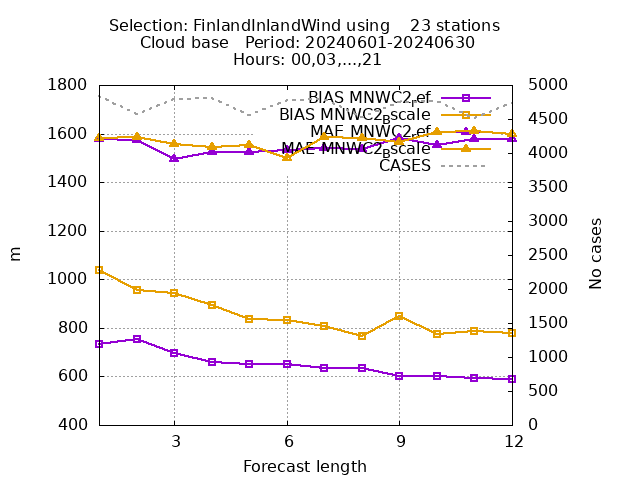 Selection: FinlandInlandWind using    23 stations
Cloud base   Period: 20240601-20240630
Hours: 00,03,...,21
1800
1600
1400
1200
1000
800
600
400
5000
4500
4000
3500
3000
2500
2000
1500
1000
500
0
BIAS MNWC2.ef
BIAS MNWC2_Bscale
MAE MNWC2.ef
MAE MNWC2_Bscale
CASES
m
No cases
3
6
9
12
Forecast length